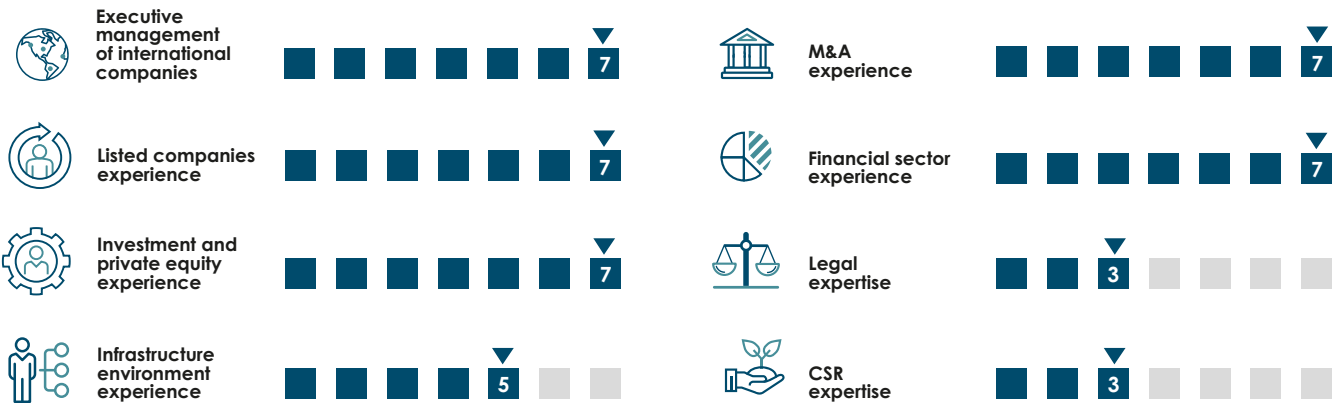 Executive
management
of international
companies
7
Listed companies
experience
7
Investment and
private equity
experience
7
Infrastructure
environment
experience
5
M&A
experience
7
Financial sector
experience
7
Legal
expertise
3
CSR
expertise
3